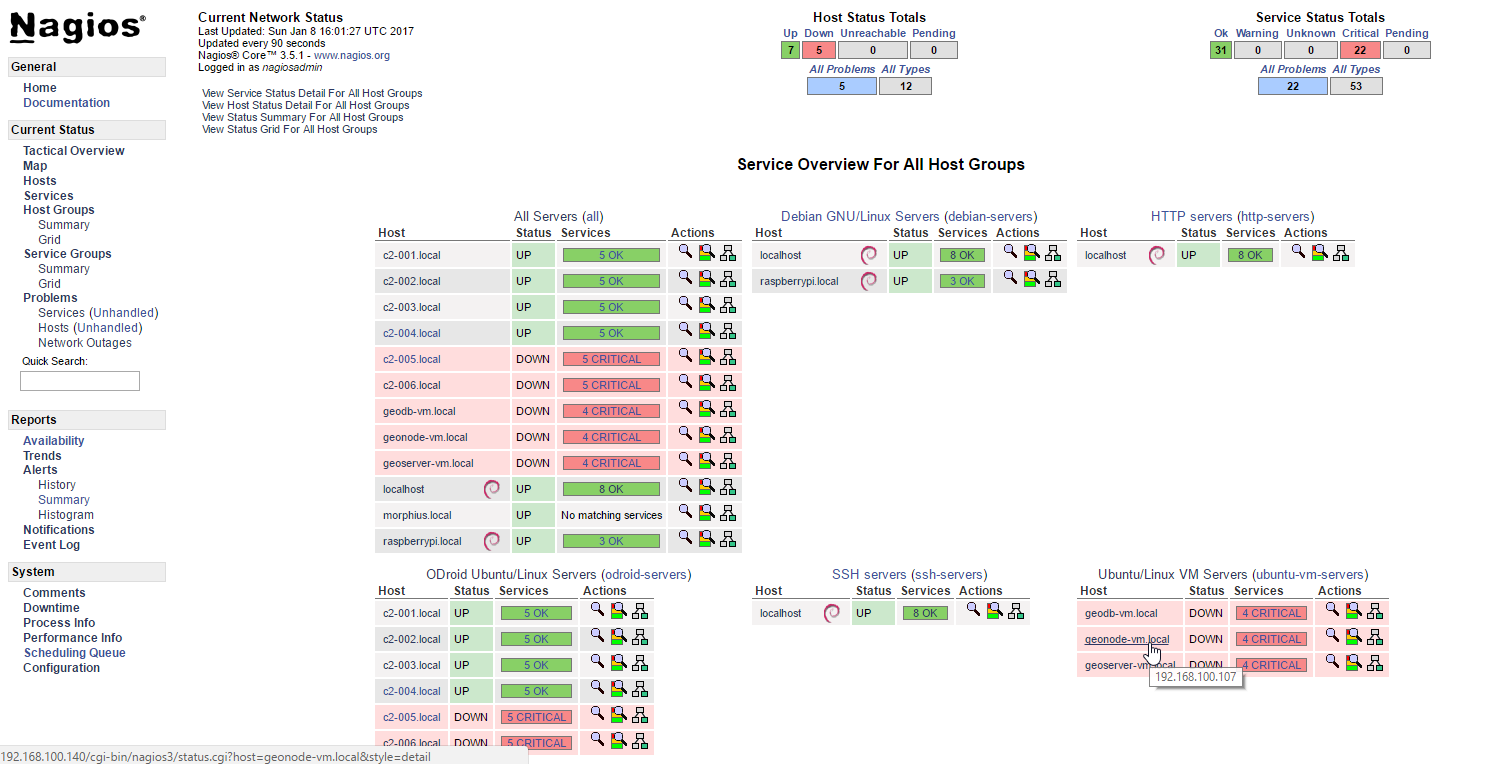 Nagios®
General
Home
Documentation
Current Status
Tactical Overview
Map
Hosts
Services
Host Groups
Summary
Grid
Service Groups
Summary
Grid
Problems
Services (Unhandled)
Hosts (Unhandled)
Network Outages
Quick Search:
Reports
Availability
Trends
Alerts
History
Summary
Histogram
Notifications
Event Log
System
Comments
Downtime
Process Info
Performance Info
Scheduling Queue
Configuration
Current Network Status
Last Updated: Sun Jan 8 16:01:27 UTC 2017
Updated every 90 seconds
Nagios® Core™ 3.5.1 - www.nagios.org
Logged in as nagiosadmin
View Service Status Detail For All Host Groups
View Host Status Detail For All Host Groups
View Status Summary For All Host Groups
View Status Grid For All Host Groups
Host Status Totals
Up Down Unreachable Pending
7 5 0 0
All Problems All Types
5 12
Service Status Totals
Ok Warning Unknown Critical Pending
31 0 0 22 0
All Problems All Types
22 53
Service Overview For All Host Groups
All Servers (all)
Host Status Services Actions
c2-001.local UP 5 OK
c2-002.local UP 5 OK
c2-003.local UP 5 OK
c2-004.local UP 5 OK
c2-005.local DOWN 5 CRITICAL
c2-006.local DOWN 5 CRITICAL
geodb-vm.local DOWN 4 CRITICAL
geonode-vm.local DOWN 4 CRITICAL
geoserver-vm.local DOWN 4 CRITICAL
localhost UP 8 OK
morphius.local UP No matching services
raspberrypi.local UP 3 OK
Debian GNU/Linux Servers (debian-servers)
Host Status Services Actions
localhost UP 8 OK
raspberrypi.local UP 3 OK
HTTP servers (http-servers)
Host Status Services Actions
localhost UP 8 OK
ODroid Ubuntu/Linux Servers (odroid-servers)
Host Status Services Actions
c2-001.local UP 5 OK
c2-002.local UP 5 OK
c2-003.local UP 5 OK
c2-004.local UP 5 OK
c2-005.local DOWN 5 CRITICAL
c2-006.local DOWN 5 CRITICAL
SSH servers (ssh-servers)
Host Status Services Actions
localhost UP 8 OK
Ubuntu/Linux VM Servers (ubuntu-vm-servers)
Host Status Services Actions
geodb-vm.local DOWN 4 CRITICAL
geonode-vm.local DOWN 4 CRITICAL
geoserver-vm.local DOWN 4 CRITICAL
192.168.100.107
192.168.100.140/cgi-bin/nagios3/status.cgi?host=geonode-vm.local&style=detail